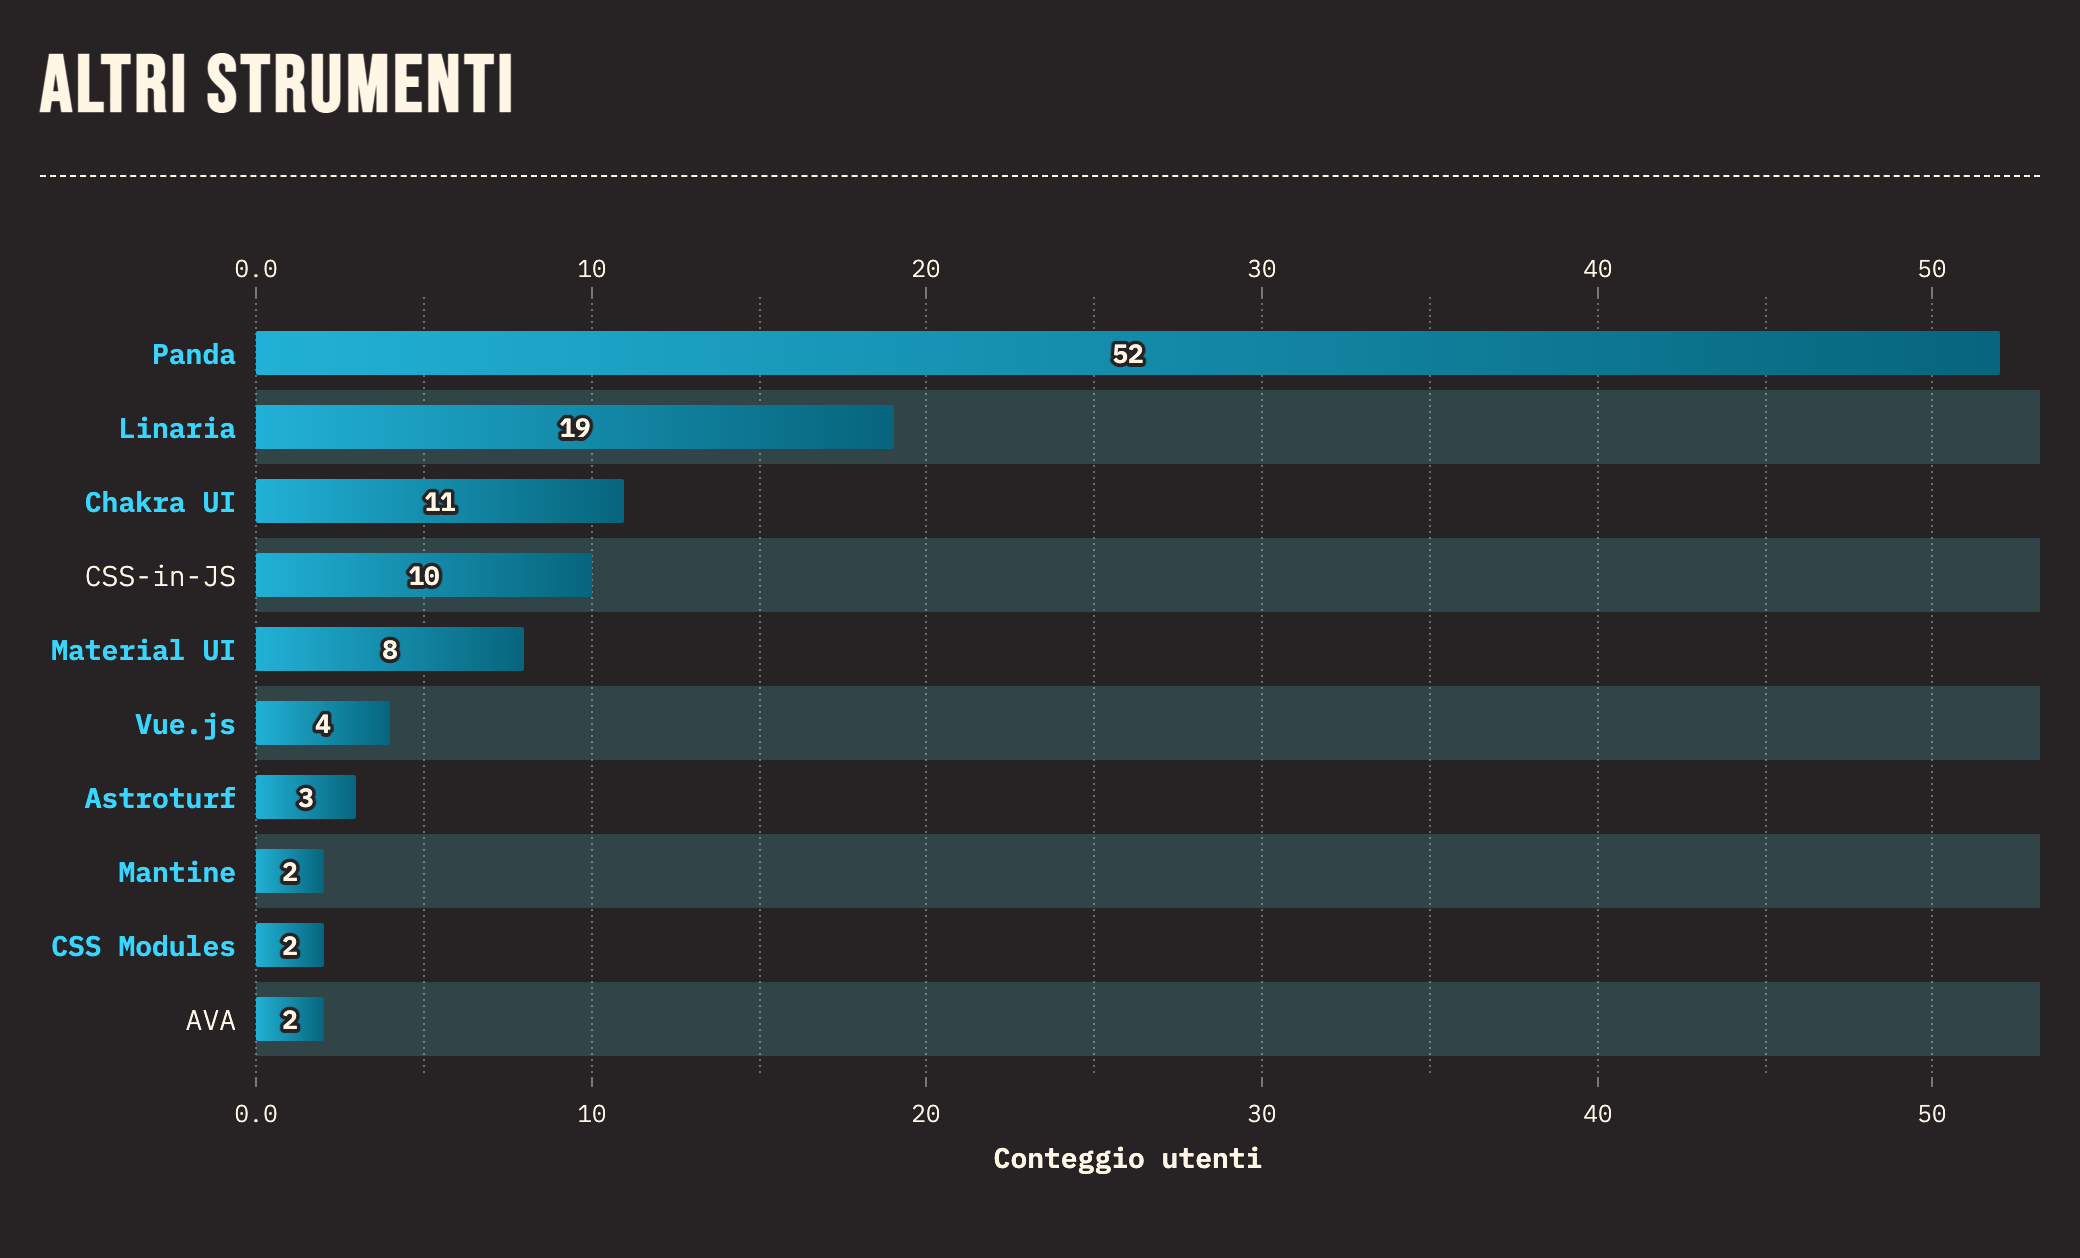 ALTRI STRUMENTI
0.0 10 20 30 40 50
Panda 52
Linaria 19
Chakra UI 11
CSS-in-JS 10
Material UI 8
Vue.js 4
Astroturf 3
Mantine 2
CSS Modules 2
AVA 2
0.0 10 20 30 40 50
Conteggio utenti